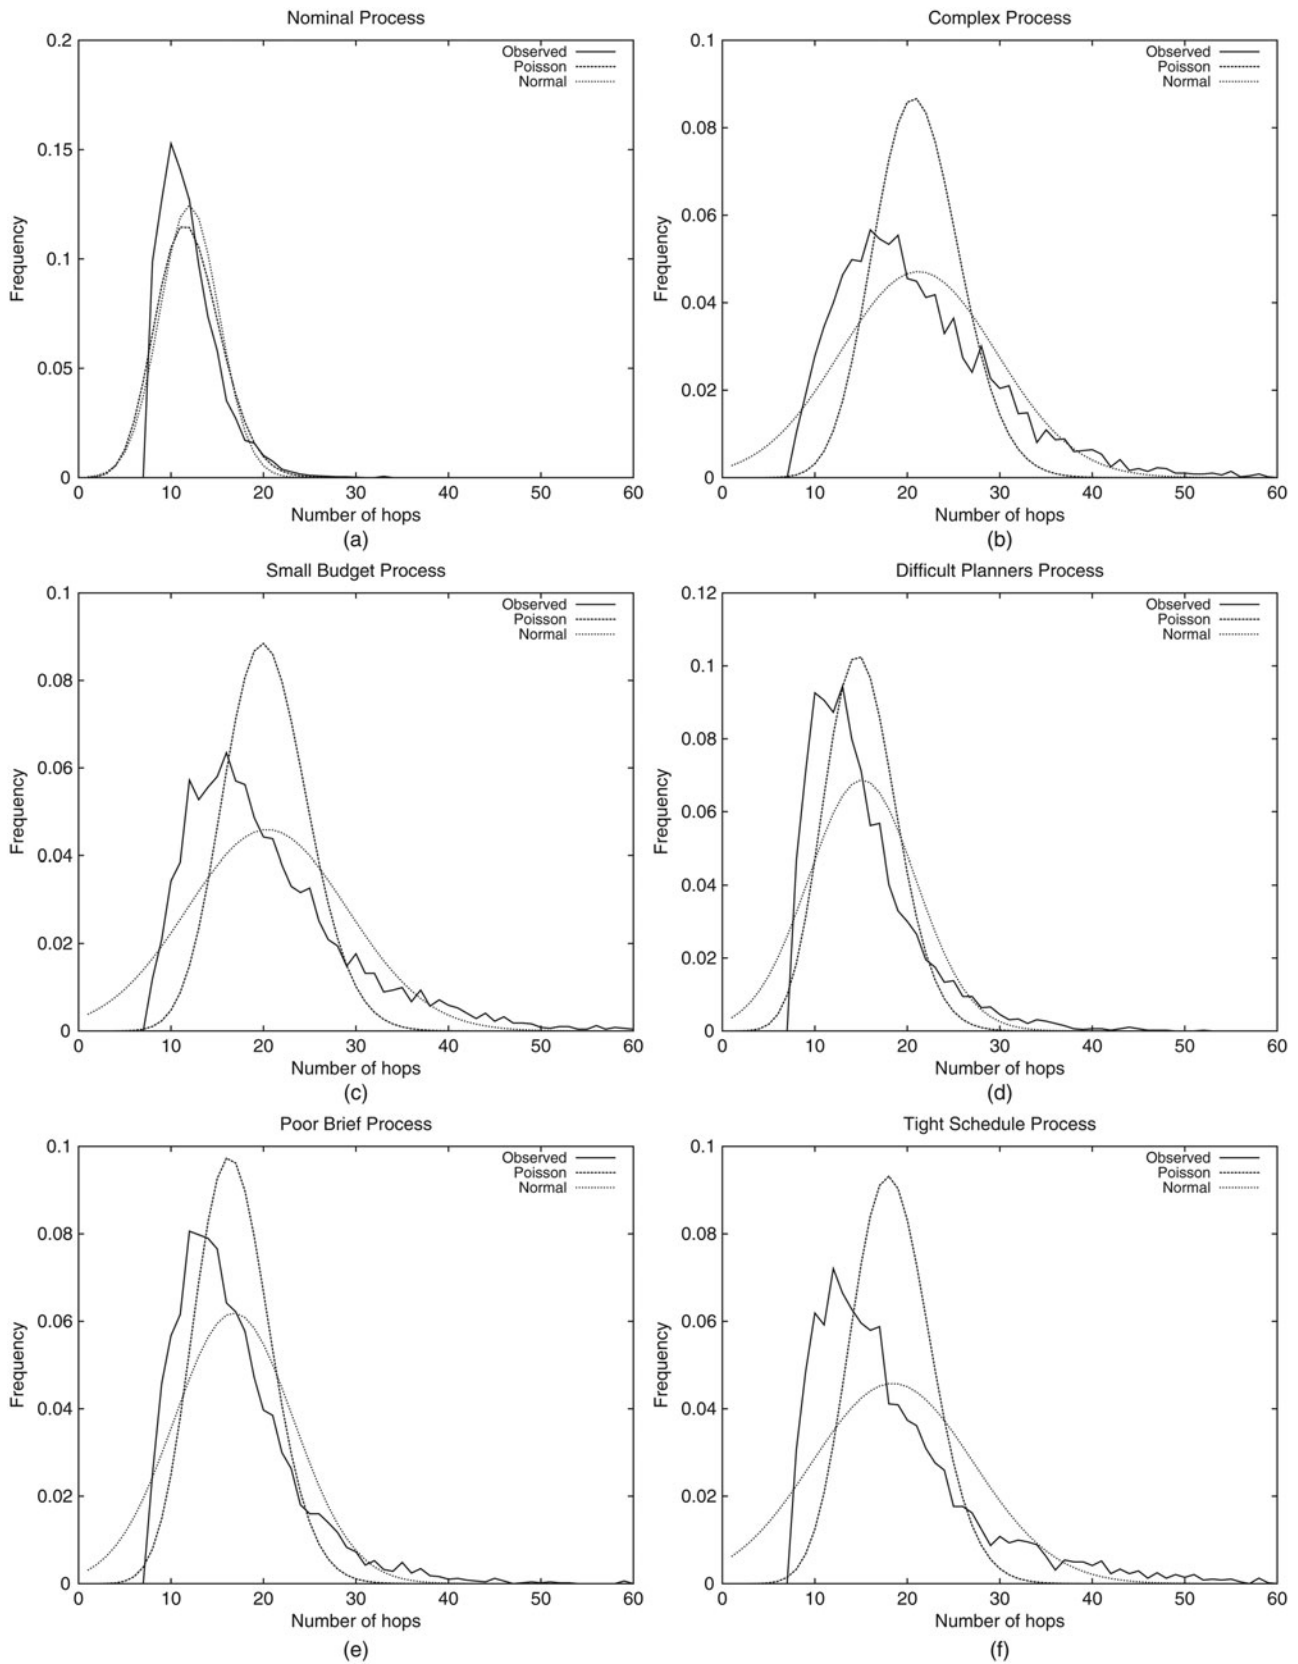 Nominal Process
0.2
0.15
0.1
0.05
0
Frequency
Observed
Poisson
Normal
0 10 20 30 40 50 60
Number of hops
(a)
Complex Process
0.1
0.08
0.06
0.04
0.02
0
Frequency
Observed
Poisson
Normal
0 10 20 30 40 50 60
Number of hops
(b)
Small Budget Process
0.1
0.08
0.06
0.04
0.02
0
Frequency
Observed
Poisson
Normal
0 10 20 30 40 50 60
Number of hops
(c)
Difficult Planners Process
0.12
0.1
0.08
0.06
0.04
0.02
0
Frequency
Observed
Poisson
Normal
0 10 20 30 40 50 60
Number of hops
(d)
Poor Brief Process
0.1
0.08
0.06
0.04
0.02
0
Frequency
Observed
Poisson
Normal
0 10 20 30 40 50 60
Number of hops
(e)
Tight Schedule Process
0.1
0.08
0.06
0.04
0.02
0
Frequency
Observed
Poisson
Normal
0 10 20 30 40 50 60
Number of hops
(f)